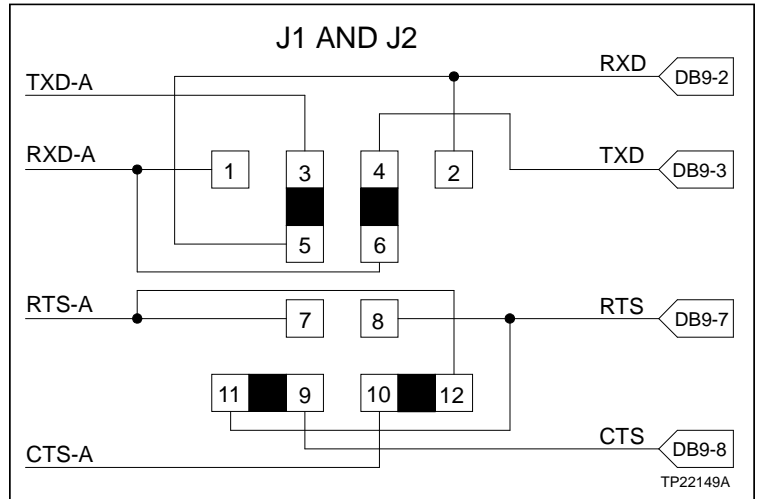 J1 AND J2
TXD-A
RXD
DB9-2
RXD-A
1
3
4
2
TXD
DB9-3
5
6
RTS-A
7
8
RTS
DB9-7
11
9
10
12
CTS-A
CTS
DB9-8
TP22149A